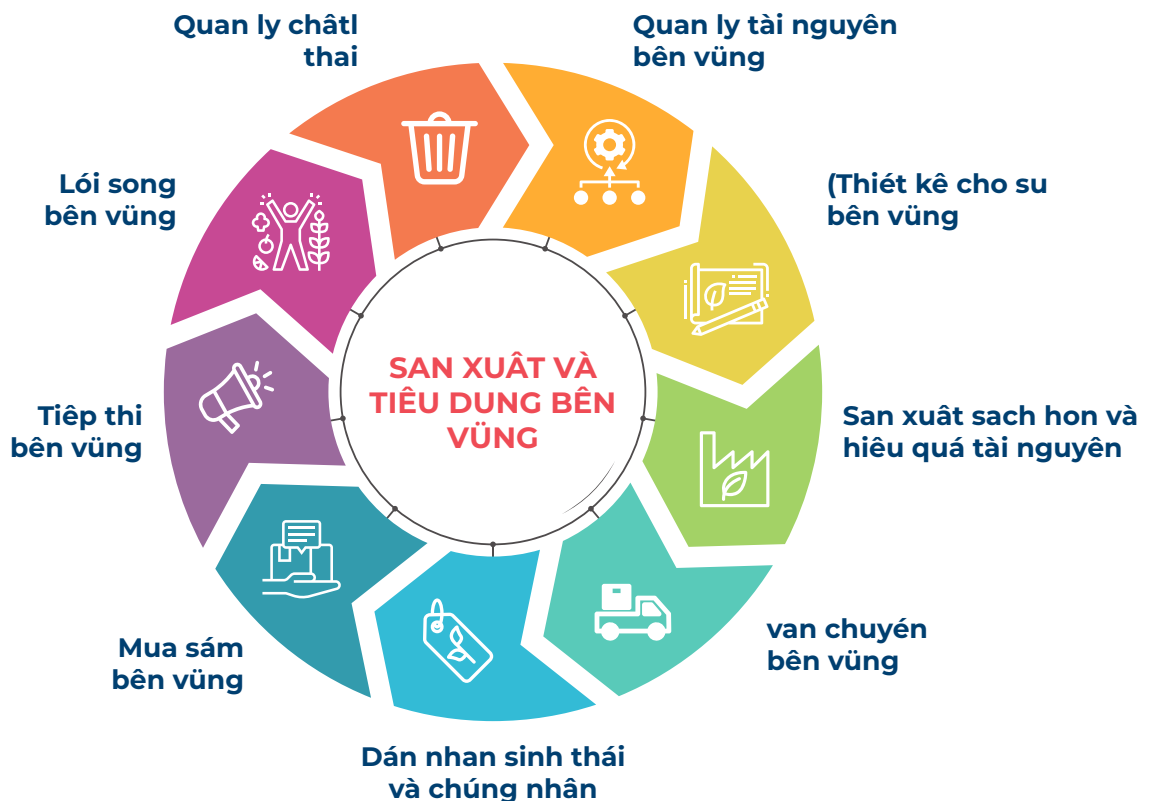 Quan ly châtl
thai
Quan ly tài nguyên
bên vüng
(Thiét kê cho su
bên vüng
San xuât sach hon và
hiêu quá tài nguyên
van chuyén
bên vüng
Dán nhan sinh thái
và chúng nhân
Mua sám
bên vüng
Tiêp thi
bên vüng
Lói song
bên vüng
SAN XUÂT VÀ
TIÊU DUNG BÊN
VÜNG